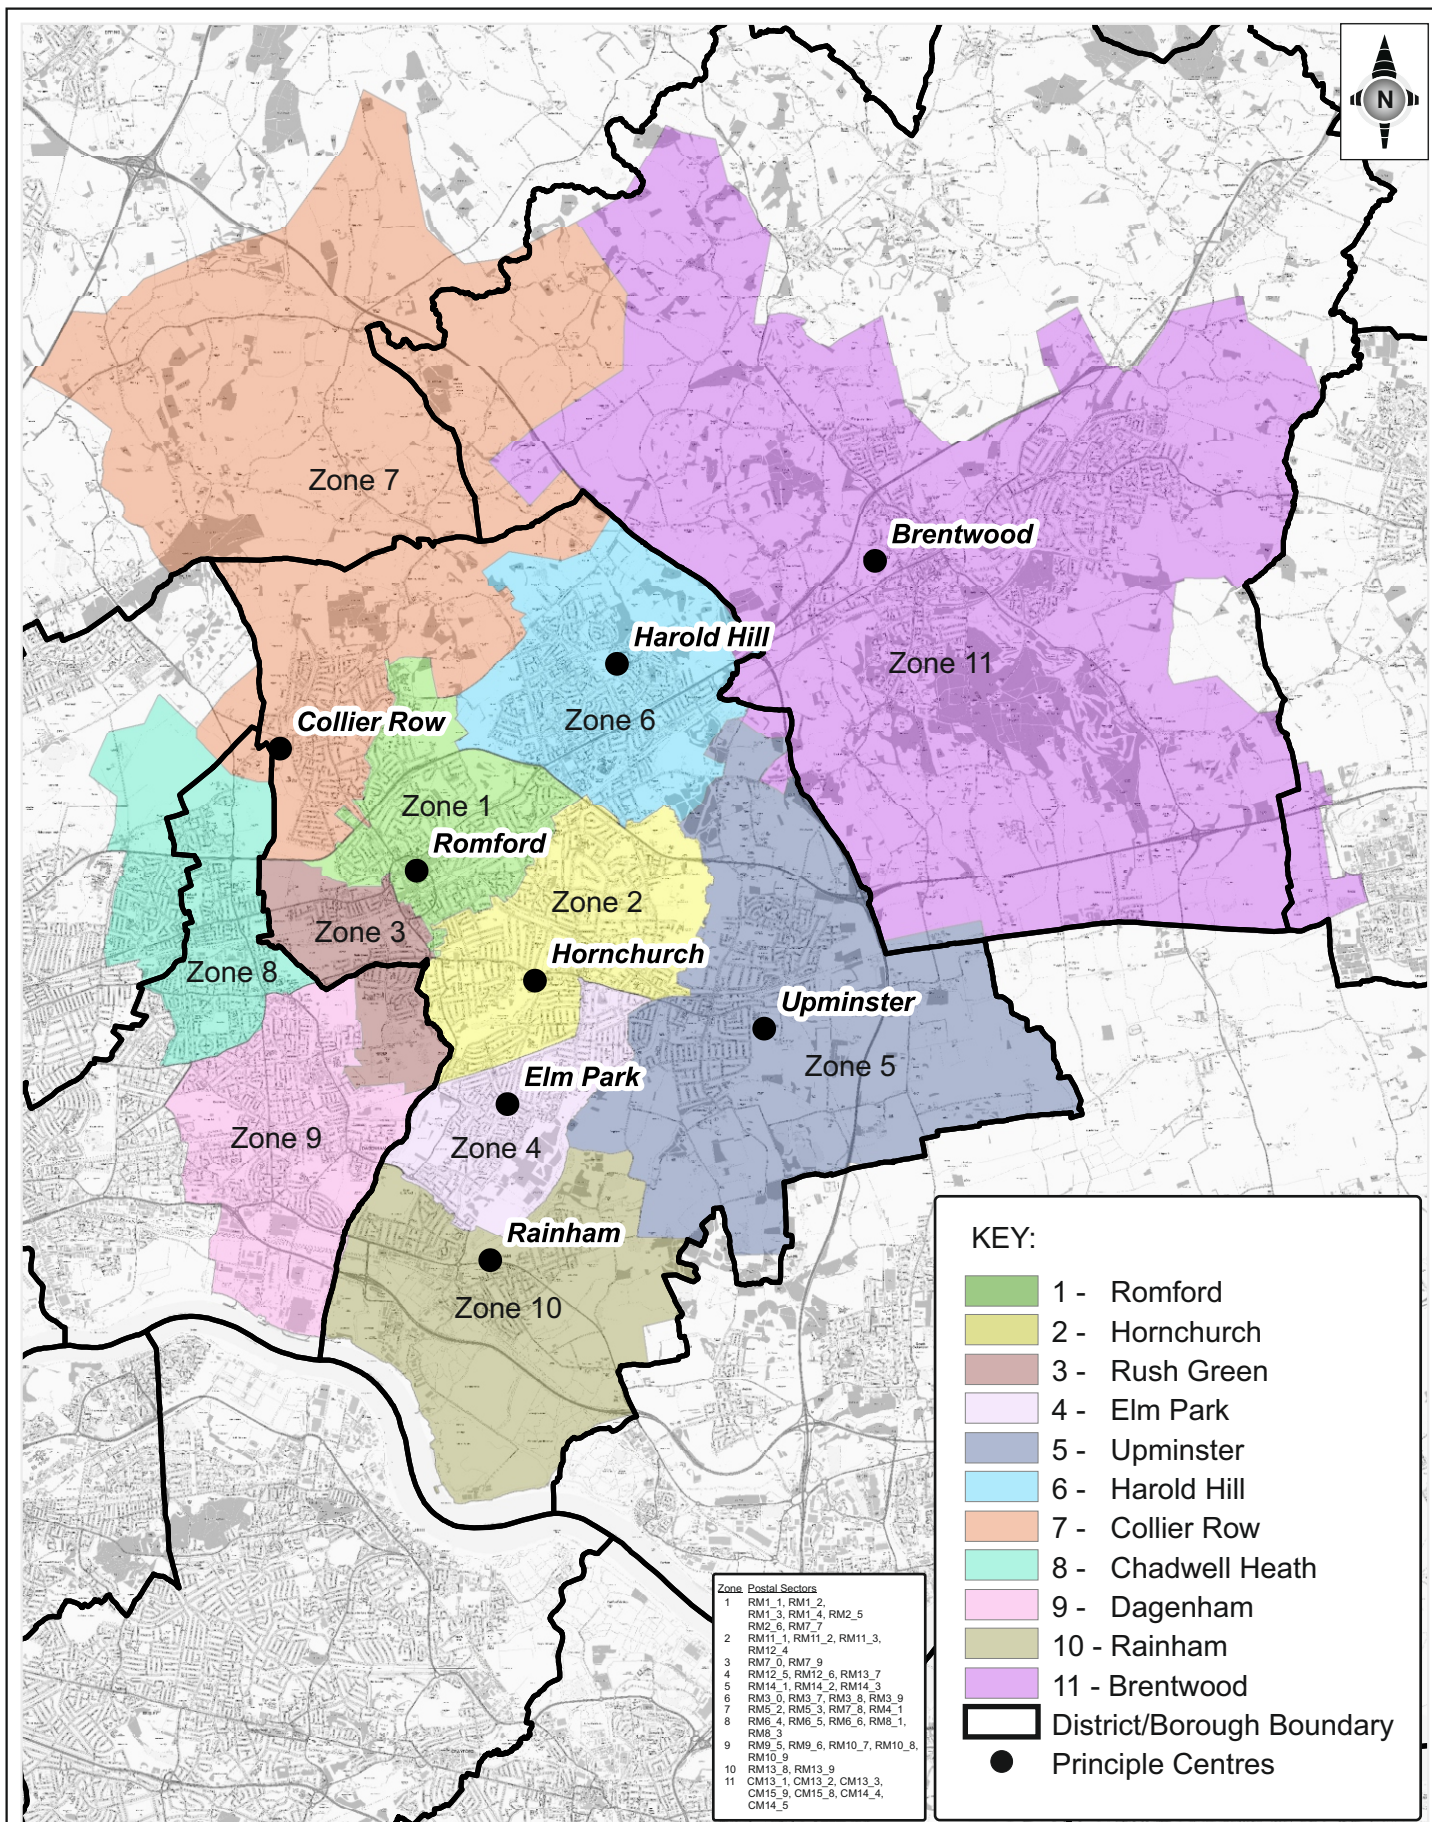 N
Zone 7
Brentwood
Harold Hill
Zone 11
Collier Row
Zone 6
Zone 1
Romford
Zone 2
Zone 3
Hornchurch
Zone 8
Upminster
Zone 5
Elm Park
Zone 9
Zone 4
Rainham
Zone 10
KEY:
1 - Romford
2 - Hornchurch
3 - Rush Green
4 - Elm Park
5 - Upminster
6 - Harold Hill
7 - Collier Row
8 - Chadwell Heath
9 - Dagenham
10 - Rainham
11 - Brentwood
District/Borough Boundary
Principle Centres
Zone Postal Sectors
1 RM1_1, RM1_2,
RM1_3, RM1_4, RM2_5
RM2_6, RM7_7
2 RM11_1, RM11_2, RM11_3,
RM12_4
3 RM7_0, RM7_9
4 RM12_5, RM12_6, RM13_7
5 RM14_1, RM14_2, RM14_3
6 RM3_0, RM3_7, RM3_8, RM3_9
7 RM5_2, RM5_3, RM7_8, RM4_1
8 RM6_4, RM6_5, RM6_6, RM8_1,
RM8_3
9 RM9_5, RM9_6, RM10_7, RM10_8,
RM10_9
10 RM13_8, RM13_9
11 CM13_1, CM13_2, CM13_3,
CM15_9, CM15_8, CM14_4,
CM14_5